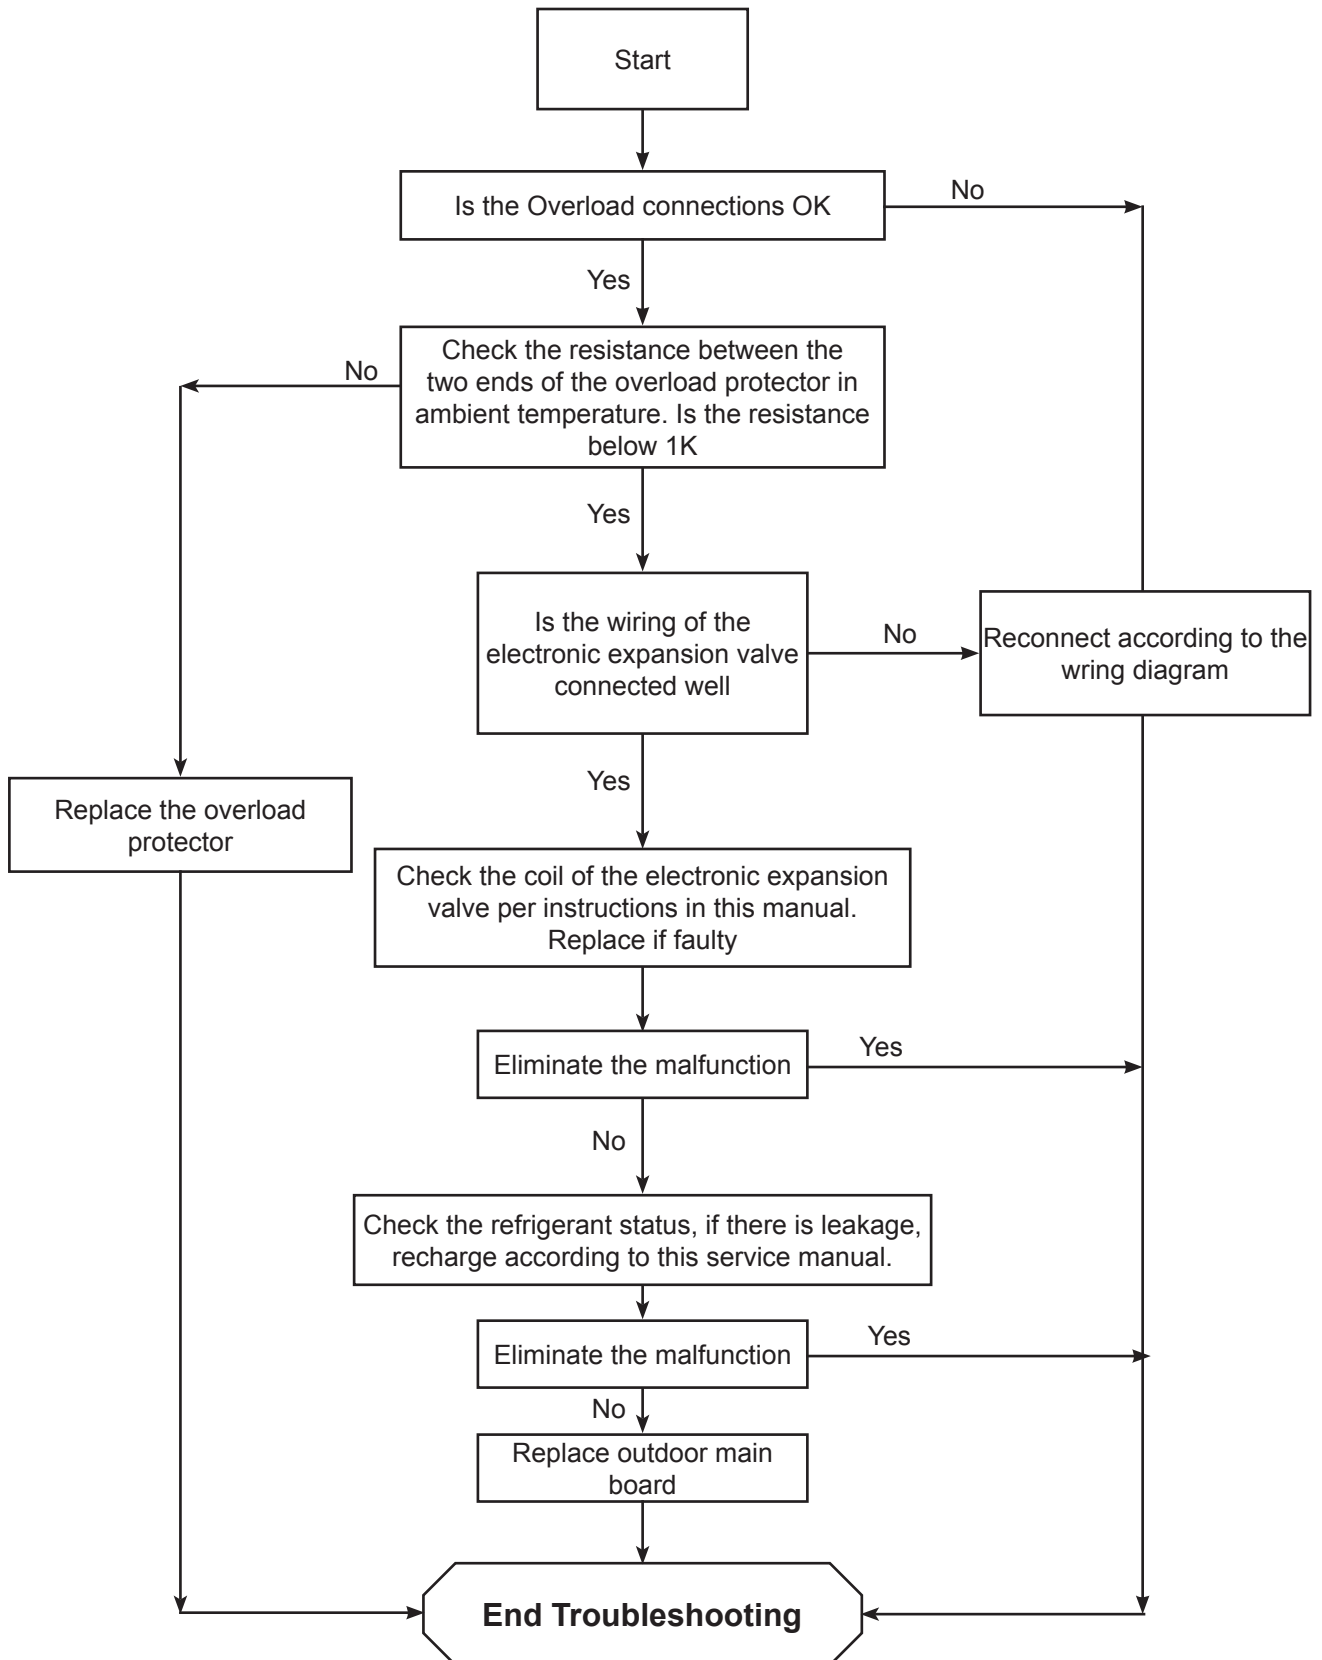 Start
Is the Overload connections OK
No
Yes
Check the resistance between the
two ends of the overload protector in
ambient temperature. Is the resistance
below 1K
No
Yes
Is the wiring of the
electronic expansion valve
connected well
No
Reconnect according to the
wring diagram
Yes
Replace the overload
protector
Check the coil of the electronic expansion
valve per instructions in this manual.
Replace if faulty
Eliminate the malfunction
Yes
No
Check the refrigerant status, if there is leakage,
recharge according to this service manual.
Eliminate the malfunction
Yes
No
Replace outdoor main
board
End Troubleshooting